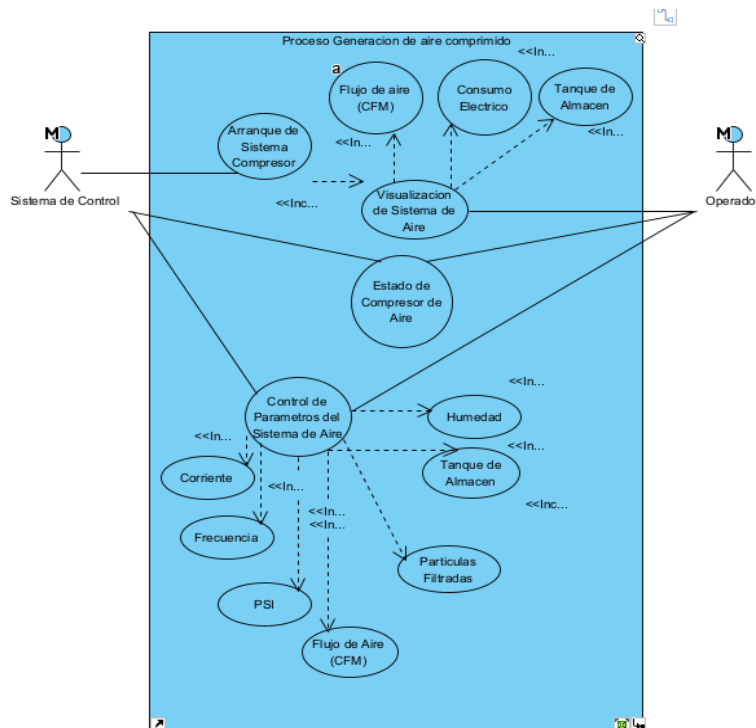 Proceso Generacion de aire comprimido
<<In...
a
Flujo de aire
(CFM)
Consumo
Electrico
Tanque de
Almacen
Arranque de
Sistema
Compresor
<<In...
<<In...
M
M
<<Inc...
Visualizacion
de Sistema de
Aire
Sistema de Control
Operado
Estado de
Compresor de
Aire
<<In...
Control de
Parametros del
Sistema de Aire
Humedad
<<In...
<<In...
Corriente
Tanque de
Almacen
<<In...
<<In...
<<Inc...
<<In...
Frecuencia
Particulas
Filtradas
PSI
Flujo de Aire
(CFM)